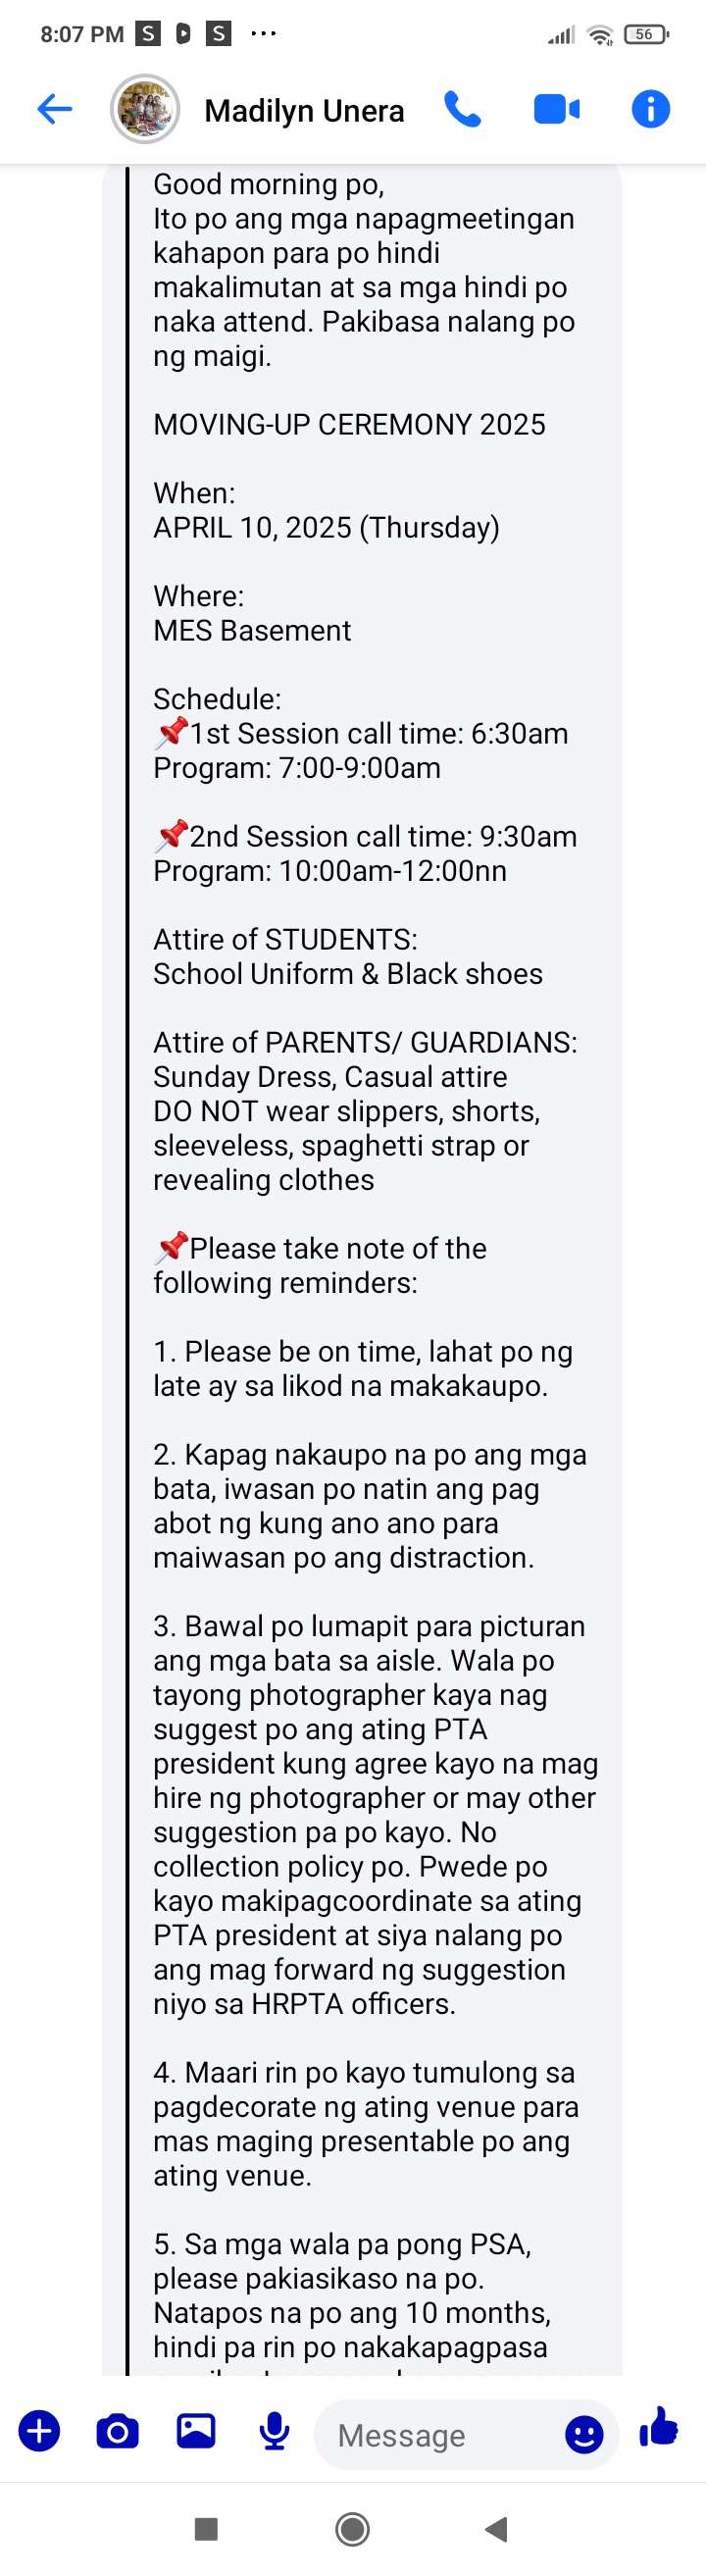 8:07 PM S S ...
56
Madilyn Unera
Good morning po,
Ito po ang mga napagmeetingan
kahapon para po hindi
makalimutan at sa mga hindi po
naka attend. Pakibasa nalang po
ng maigi.
MOVING-UP CEREMONY 2025
When:
APRIL 10, 2025 (Thursday)
Where:
MES Basement
Schedule:
📌1st Session call time: 6:30am
Program: 7:00-9:00am
📌2nd Session call time: 9:30am
Program: 10:00am-12:00nn
Attire of STUDENTS:
School Uniform & Black shoes
Attire of PARENTS/ GUARDIANS:
Sunday Dress, Casual attire
DO NOT wear slippers, shorts,
sleeveless, spaghetti strap or
revealing clothes
📌Please take note of the
following reminders:
1. Please be on time, lahat po ng
late ay sa likod na makakaupo.
2. Kapag nakaupo na po ang mga
bata, iwasan po natin ang pag
abot ng kung ano ano para
maiwasan po ang distraction.
3. Bawal po lumapit para picturan
ang mga bata sa aisle. Wala po
tayong photographer kaya nag
suggest po ang ating PTA
president kung agree kayo na mag
hire ng photographer or may other
suggestion pa po kayo. No
collection policy po. Pwede po
kayo makipagcoordinate sa ating
PTA president at siya nalang po
ang mag forward ng suggestion
niyo sa HRPTA officers.
4. Maari rin po kayo tumulong sa
pagdecorate ng ating venue para
mas maging presentable po ang
ating venue.
5. Sa mga wala pa pong PSA,
please pakiasikaso na po.
Natapos na po ang 10 months,
hindi pa rin po nakakapagpasa
Message